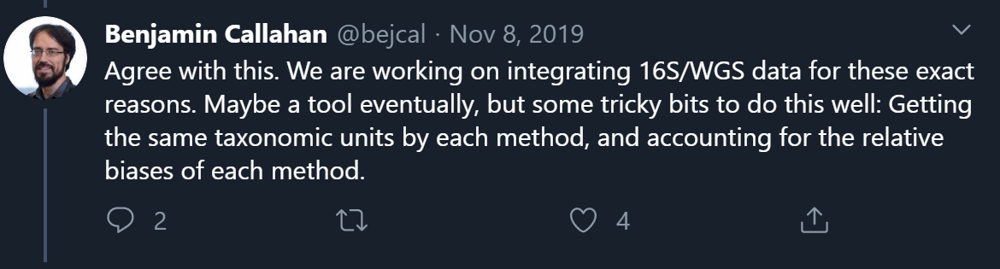 Benjamin Callahan @bejcal · Nov 8, 2019
Agree with this. We are working on integrating 16S/WGS data for these exact
reasons. Maybe a tool eventually, but some tricky bits to do this well: Getting
the same taxonomic units by each method, and accounting for the relative
biases of each method.
2 4